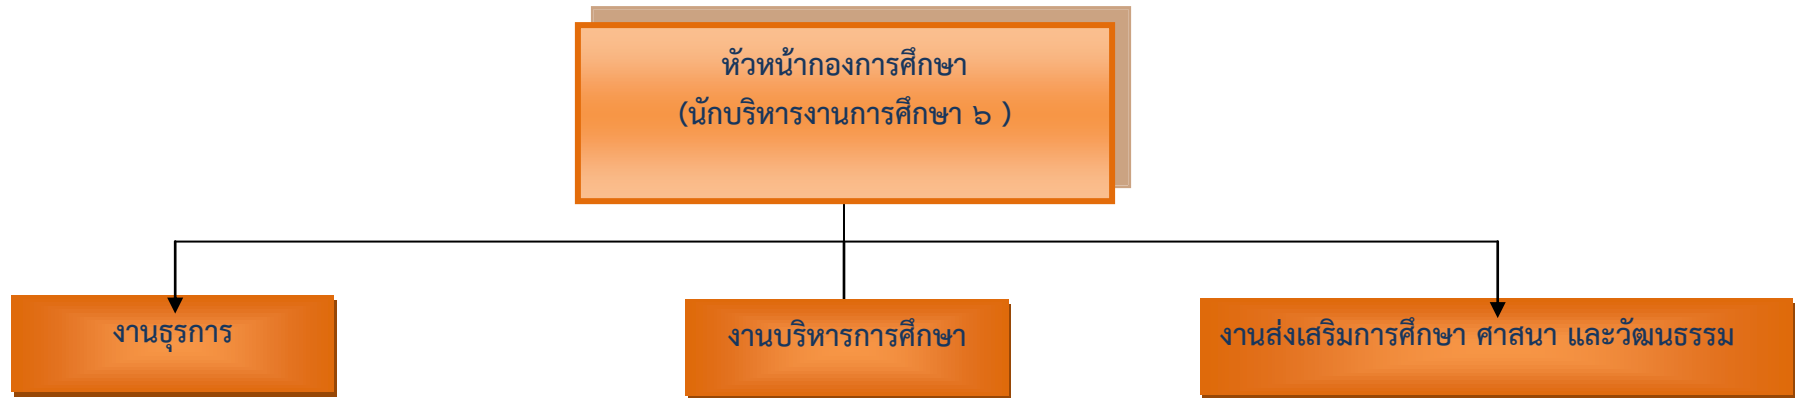 หัวหน้ากองการศึกษา
(นักบริหารงานการศึกษา ๖ )
งานธุรการ
งานบริหารการศึกษา
งานส่งเสริมการศึกษา ศาสนา และวัฒนธรรม